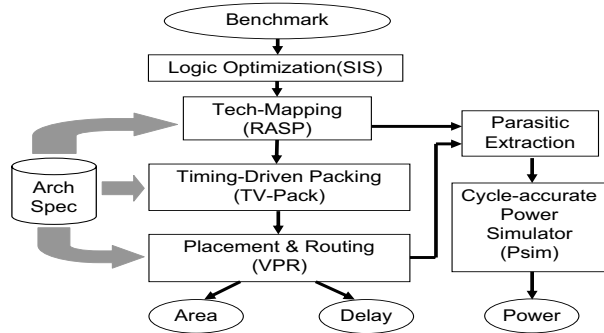 Benchmark
Logic Optimization(SIS)
Tech-Mapping
(RASP)
Parasitic
Extraction
Arch
Spec
Timing-Driven Packing
(TV-Pack)
Cycle-accurate
Power
Simulator
(Psim)
Placement & Routing
(VPR)
Area
Delay
Power